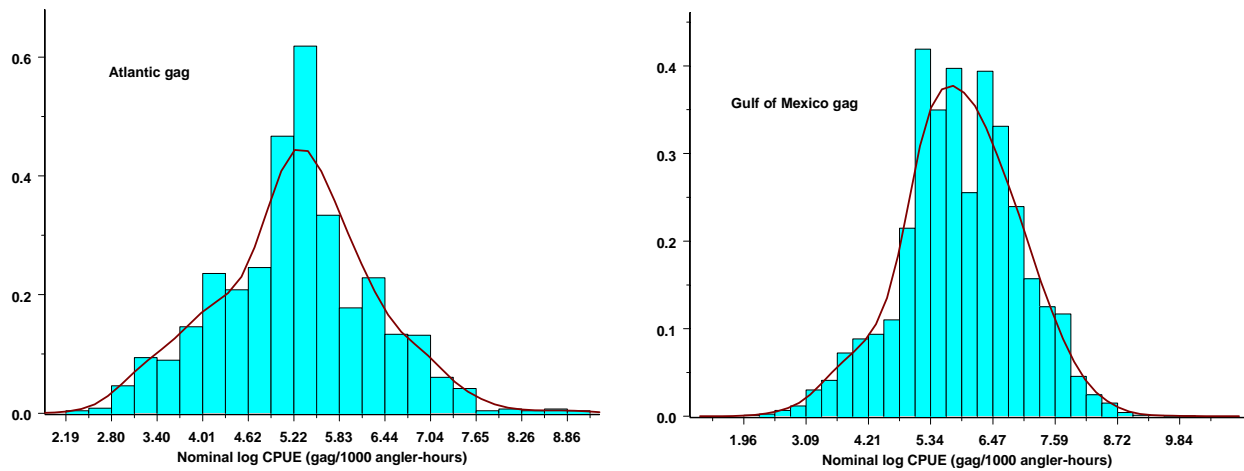 0.6
0.4
0.2
0.0
Atlantic gag
2.19 2.80 3.40 4.01 4.62 5.22 5.83 6.44 7.04 7.65 8.26 8.86
Nominal log CPUE (gag/1000 angler-hours)
0.4
0.3
0.2
0.1
0.0
Gulf of Mexico gag
1.96 3.09 4.21 5.34 6.47 7.59 8.72 9.84
Nominal log CPUE (gag/1000 angler-hours)